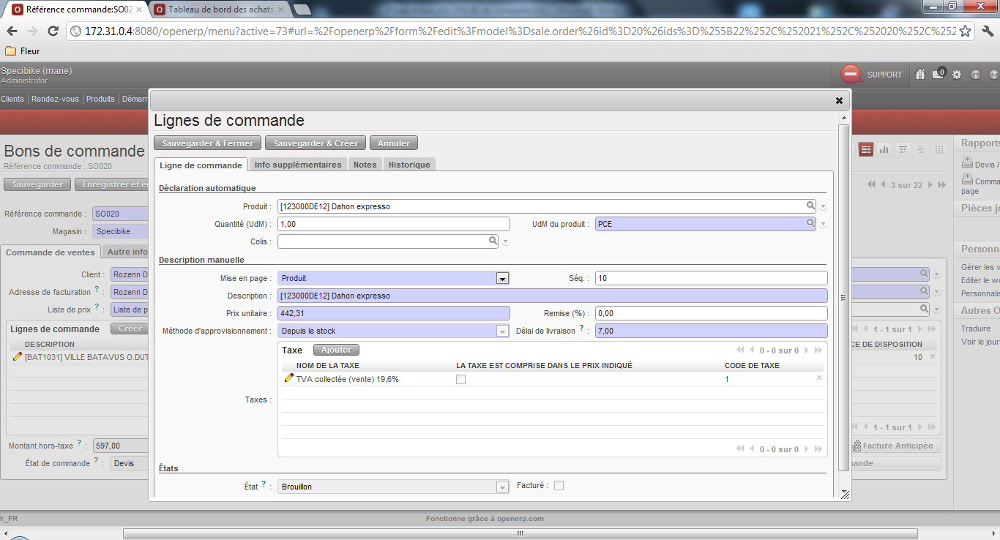 Référence commande:SO02
Tableau de bord des achats
172.31.0.4:8080/openerp/menu?active=73#url=%2Fopenerp%2Fform%2Fedit%3Fmodel%3Dsale.order%26id%3D20%26ids%3D%255B22%252C%252021%252C%252020%252C%252
Fleur
Specibike (marie)
Administrator
SUPPORT
0
Clients
Rendez-vous
Produits
Démarr
Lignes de commande
Sauvegarder & Fermer
Sauvegarder & Créer
Annuler
Ligne de commande
Info supplémentaires
Notes
Historique
Déclaration automatique
Produit :
[123000DE12] Dahon expresso
Quantité (UdM) :
1,00
UdM du produit :
PCE
Colis :
Description manuelle
Mise en page :
Produit
Séq. :
10
Description :
[123000DE12] Dahon expresso
Prix unitaire :
442,31
Remise (%) :
0,00
Méthode d'approvisionnement :
Depuis le stock
Délai de livraison ? :
7,00
Taxes :
Taxe
Ajouter
0 - 0 sur 0
NOM DE LA TAXE
LA TAXE EST COMPRISE DANS LE PRIX INDIQUÉ
CODE DE TAXE
TVA collectée (vente) 19,6%
1
0 - 0 sur 0
États
État ? :
Brouillon
Facturé :
Bons de commande
Référence commande : SO020
Sauvegarder
Enregistrer et é
3 sur 22
Référence commande :
SO020
Magasin :
Specibike
Commande de ventes
Autre info
Client :
Rozenn D
Adresse de facturation ? :
Rozenn D
Liste de prix ? :
Liste de p
Lignes de commande
Créer
1 - 1 sur 1
DESCRIPTION
CE DE DISPOSITION
[BAT1031] VILLE BATAVUS O.DUT
10
1 - 1 sur 1
Montant hors-taxe ? :
597,00
Facture Anticipée
État de commande ? :
Devis
ande
Rapports
Devis /
Comma
page
Pièces jo
Personna
Gérer les v
Editer le wo
Personnalis
Autres O
Traduire
Voir le jour
fr_FR
Fonctionne grâce à openerp.com